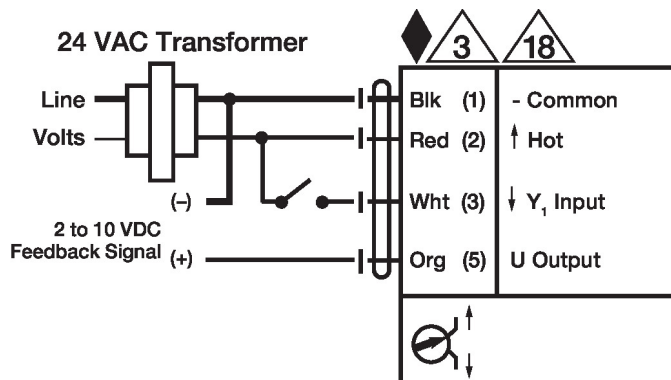 24 VAC Transformer
3 18
Line
Volts
Blk (1) - Common
Red (2) ↑ Hot
(–)
Wht (3) ↓ Y₁ Input
2 to 10 VDC
Feedback Signal (+)
Org (5) U Output